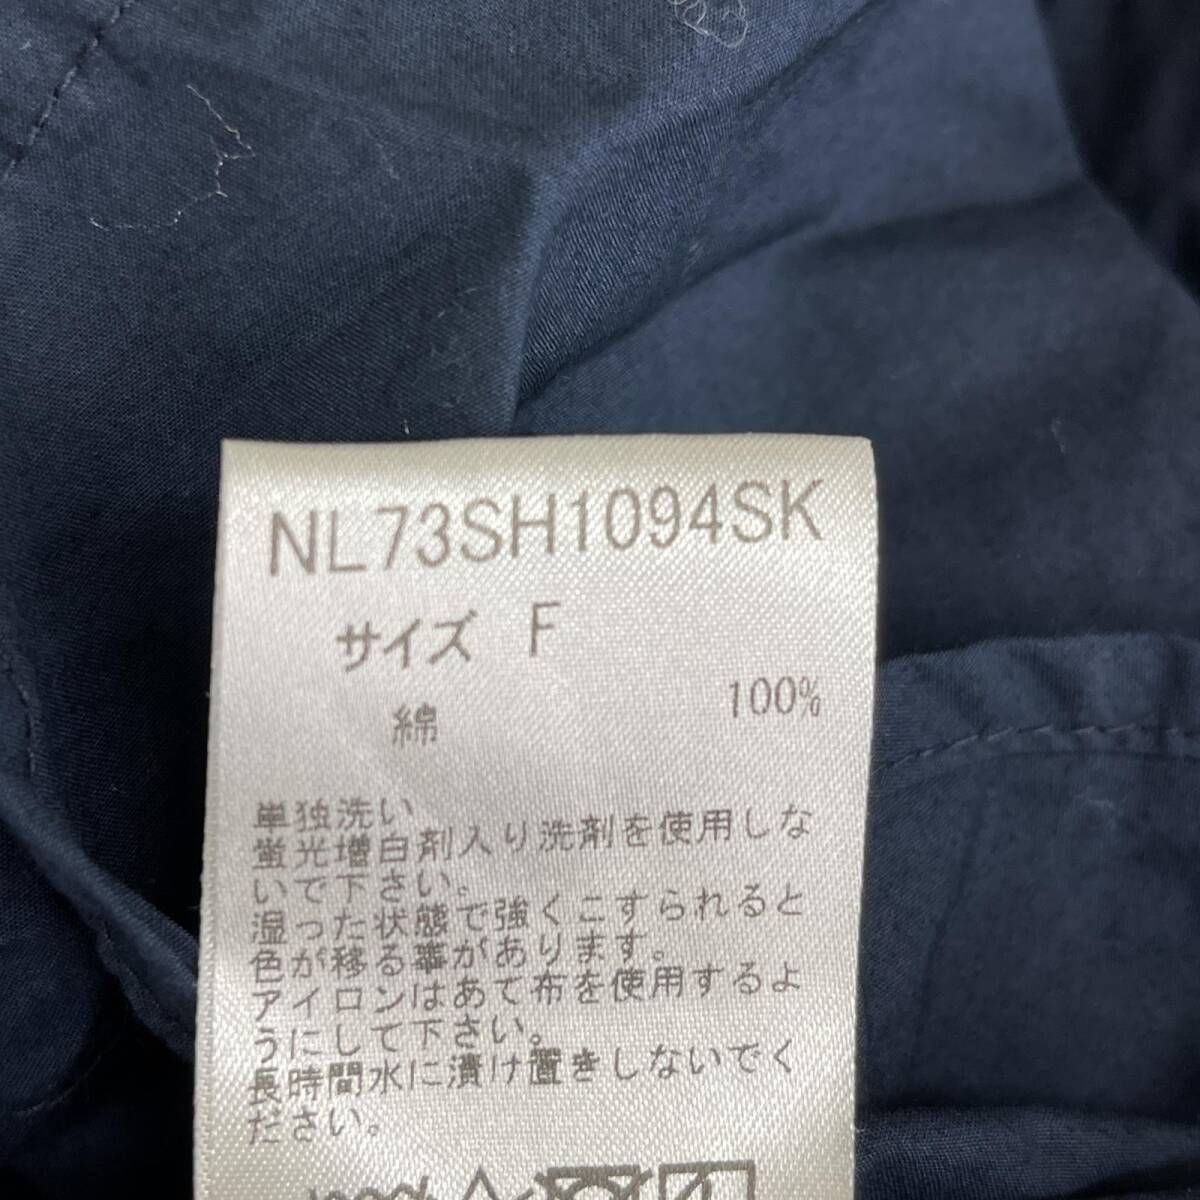 NL73SH1094SK
サイズ F
綿 100%
単独洗い
蛍光増白剤入り洗剤を使用しな
いで下さい。
湿った状態で強くこすられると
色が移る事があります。
アイロンはあて布を使用するよ
うにして下さい。
長時間水に漬け置きしないでく
ださい。